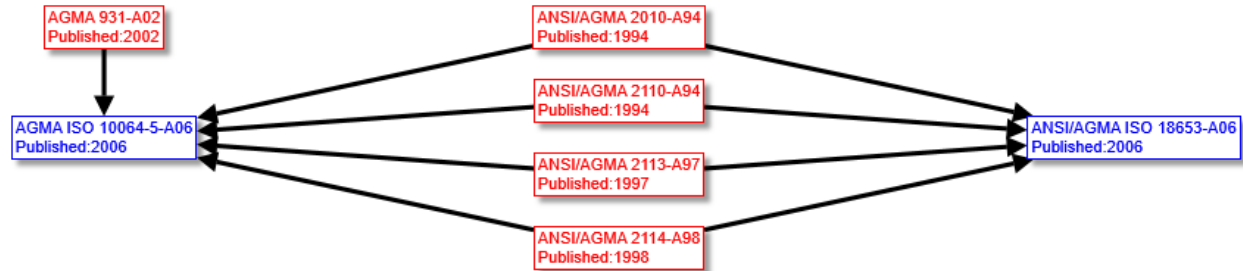 AGMA 931-A02
Published:2002
ANSI/AGMA 2010-A94
Published:1994
ANSI/AGMA 2110-A94
Published:1994
AGMA ISO 10064-5-A06
Published:2006
ANSI/AGMA ISO 18653-A06
Published:2006
ANSI/AGMA 2113-A97
Published:1997
ANSI/AGMA 2114-A98
Published:1998